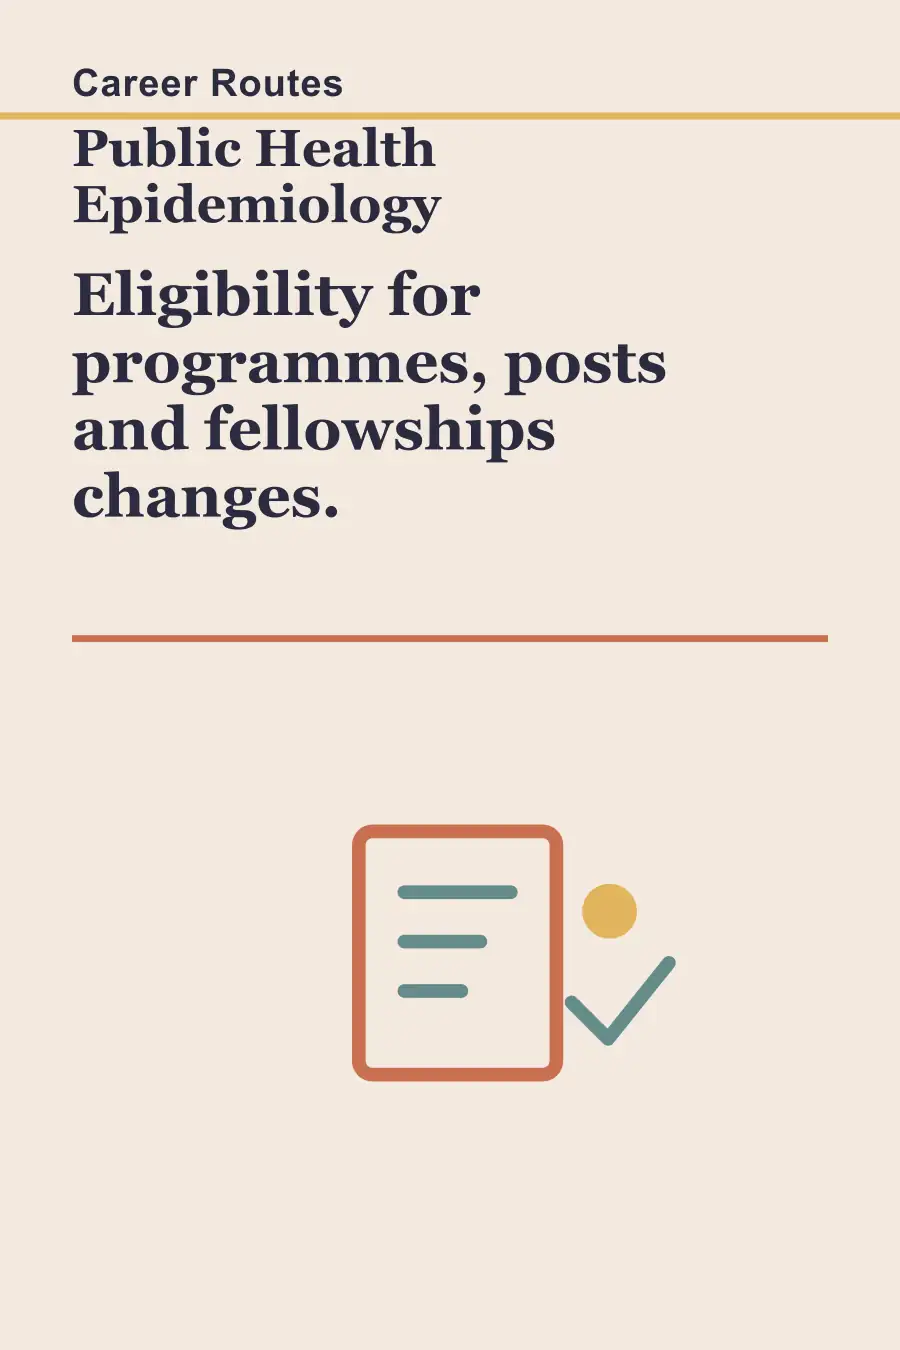 Career Routes
Public Health
Epidemiology
Eligibility for
programmes, posts
and fellowships
changes.